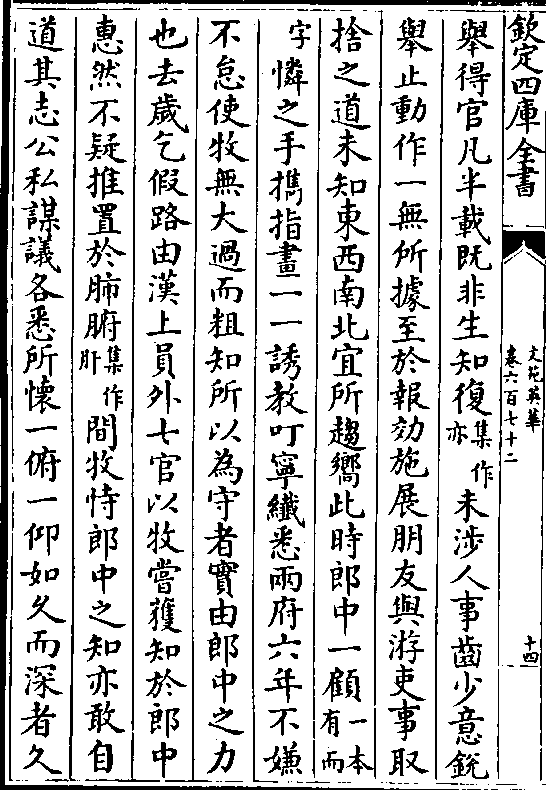 欽定四庫全書
文苑英華
卷六百七十二
十四
舉得官凡半載既非生知復集作亦未涉人事齒少意銳
舉止動作一無所據至於報効施展朋友與游吏事取
捨之道未知東西南北宜所趨嚮此時郎中一顧一本有而
字憐之手擕指畫一一誘教叮寧纖悉兩府六年不嫌
不怠使牧無大過而粗知所以為守者實由郎中之力
也去歲乞假路由漢上員外七官以牧嘗獲知於郎中
惠然不疑推置於肺腑集作肝間牧恃郎中之知亦敢自
道其志公私謀議各悉所懷一俯一仰如久而深者久